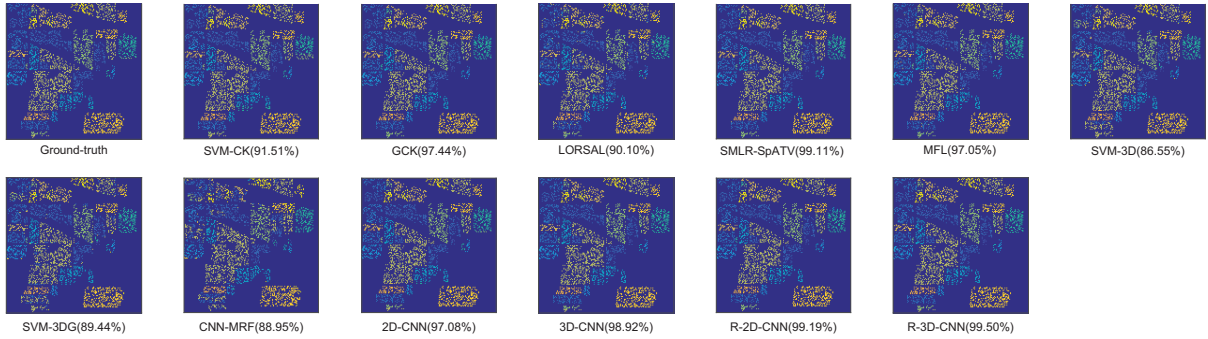 Ground-truth
SVM-CK(91.51%)
GCK(97.44%)
LORSAL(90.10%)
SMLR-SpATV(99.11%)
MFL(97.05%)
SVM-3D(86.55%)
SVM-3DG(89.44%)
CNN-MRF(88.95%)
2D-CNN(97.08%)
3D-CNN(98.92%)
R-2D-CNN(99.19%)
R-3D-CNN(99.50%)